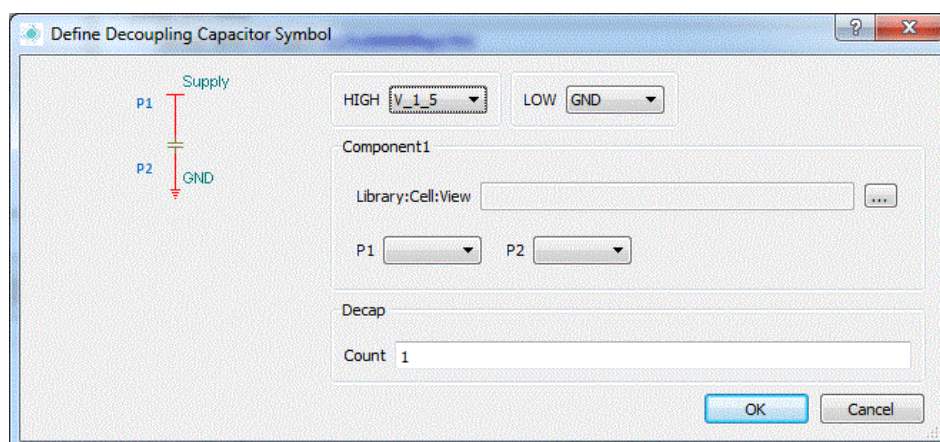 Define Decoupling Capacitor Symbol
Supply
P1
P2
GND
HIGH V_1_5 LOW GND
Component1
Library:Cell:View ...
P1 P2
Decap
Count 1
OK Cancel